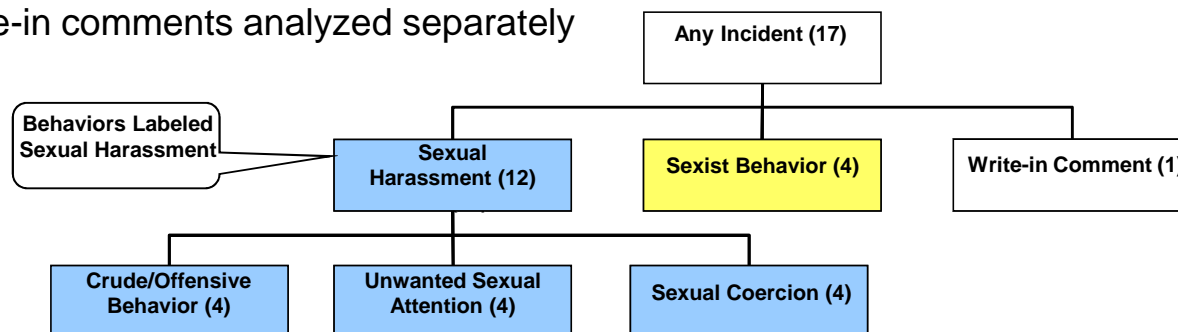 e-in comments analyzed separately
Any Incident (17)
Behaviors Labeled
Sexual Harassment
Sexual
Harassment (12)
Sexist Behavior (4)
Write-in Comment (1)
Crude/Offensive
Behavior (4)
Unwanted Sexual
Attention (4)
Sexual Coercion (4)